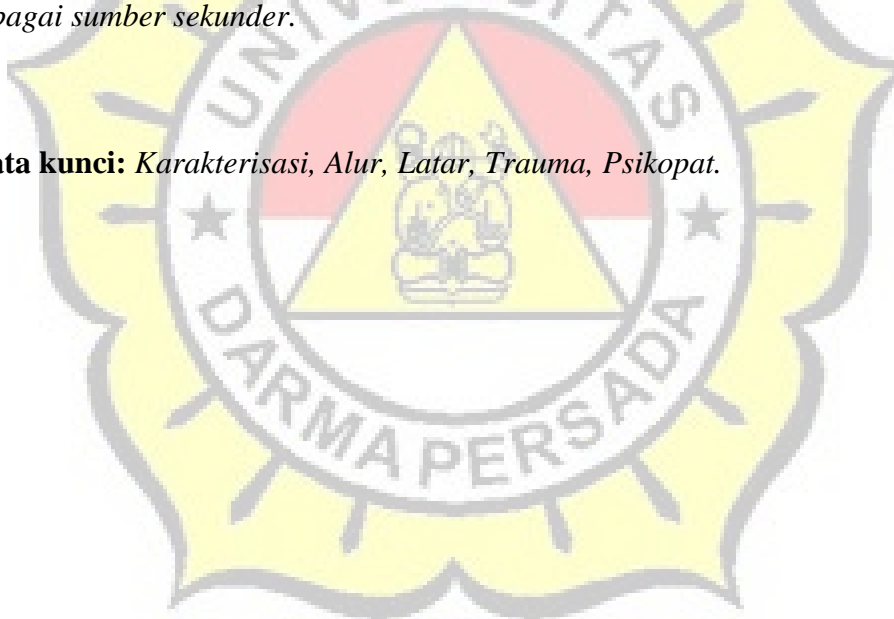 bagai sumber sekunder.
ata kunci: Karakterisasi, Alur, Latar, Trauma, Psikopat.
UNIVERSITAS
DARMA PERSADA